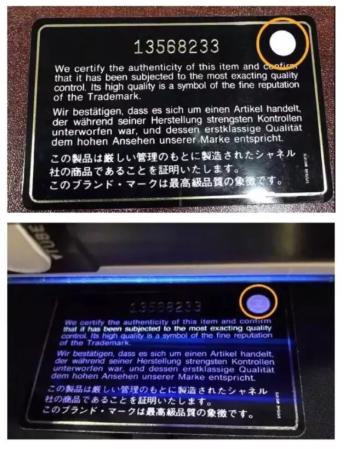 13568233
We certify the authenticity of this item and confirm
that it has been subjected to the most exacting quality
control. Its high quality is a symbol of the fine reputation
of the Trademark.
Wir bestätigen, dass es sich um einen Artikel handelt,
der während seiner Herstellung strengsten Kontrollen
unterworfen war, und dessen erstklassige Qualität
dem hohen Ansehen unserer Marke entspricht.
この製品は厳しい管理のもとに製造されたシャネル
社の商品であることを証明いたします。
このブランド・マークは最高級品質の象徴です。
13568233
We certify the authenticity of this item and confirm
that it has been subjected to the most exacting quality
control. Its high quality is a symbol of the fine reputation
of the Trademark.
Wir bestätigen, dass es sich um einen Artikel handelt,
der während seiner Herstellung strengsten Kontrollen
unterworfen war, und dessen erstklassige Qualität
dem hohen Ansehen unserer Marke entspricht.
この製品は厳しい管理のもとに製造されたシャネル
社の商品であることを証明いたします。
このブランド・マークは最高級品質の象徴です。